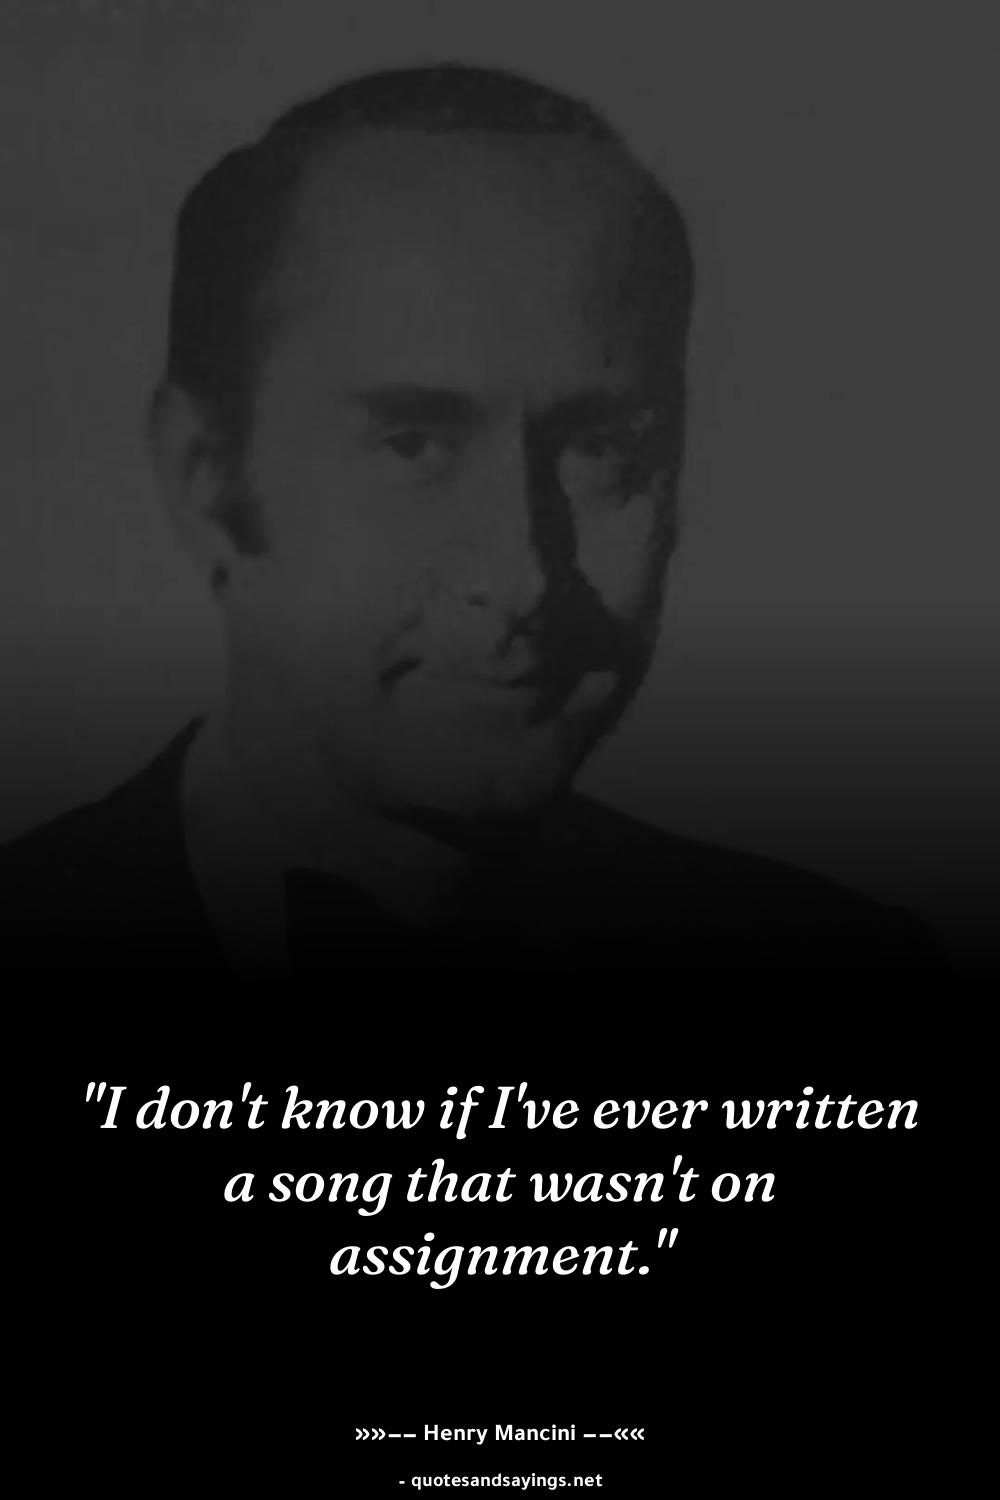 "I don't know if I've ever written
a song that wasn't on
assignment."
»»−− Henry Mancini −−««
- quotesandsayings.net